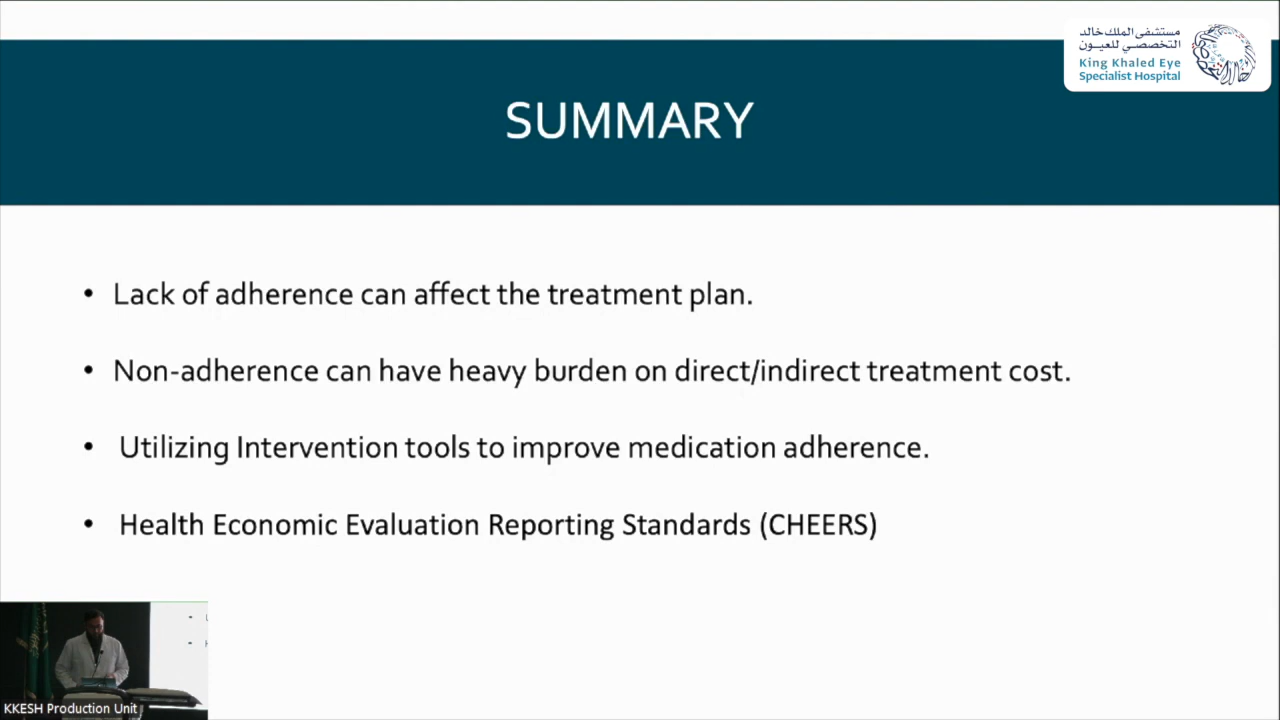 مستشفى الملك خالد
التخصصي للعيون
King Khaled Eye
Specialist Hospital
SUMMARY
• Lack of adherence can affect the treatment plan.
• Non-adherence can have heavy burden on direct/indirect treatment cost.
• Utilizing Intervention tools to improve medication adherence.
• Health Economic Evaluation Reporting Standards (CHEERS)
KKESH Production Unit